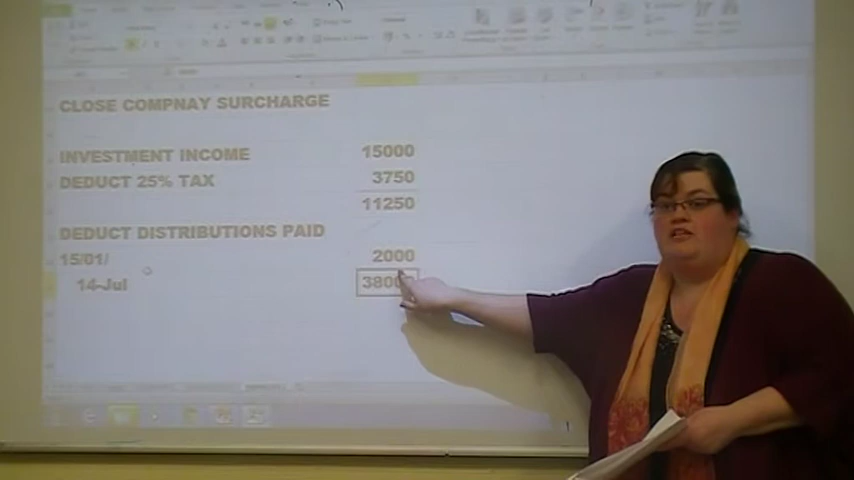 CLOSE COMPNAY SURCHARGE
INVESTMENT INCOME 15000
DEDUCT 25% TAX 3750
11250
DEDUCT DISTRIBUTIONS PAID
15/01/ 2000
14-Jul 38000